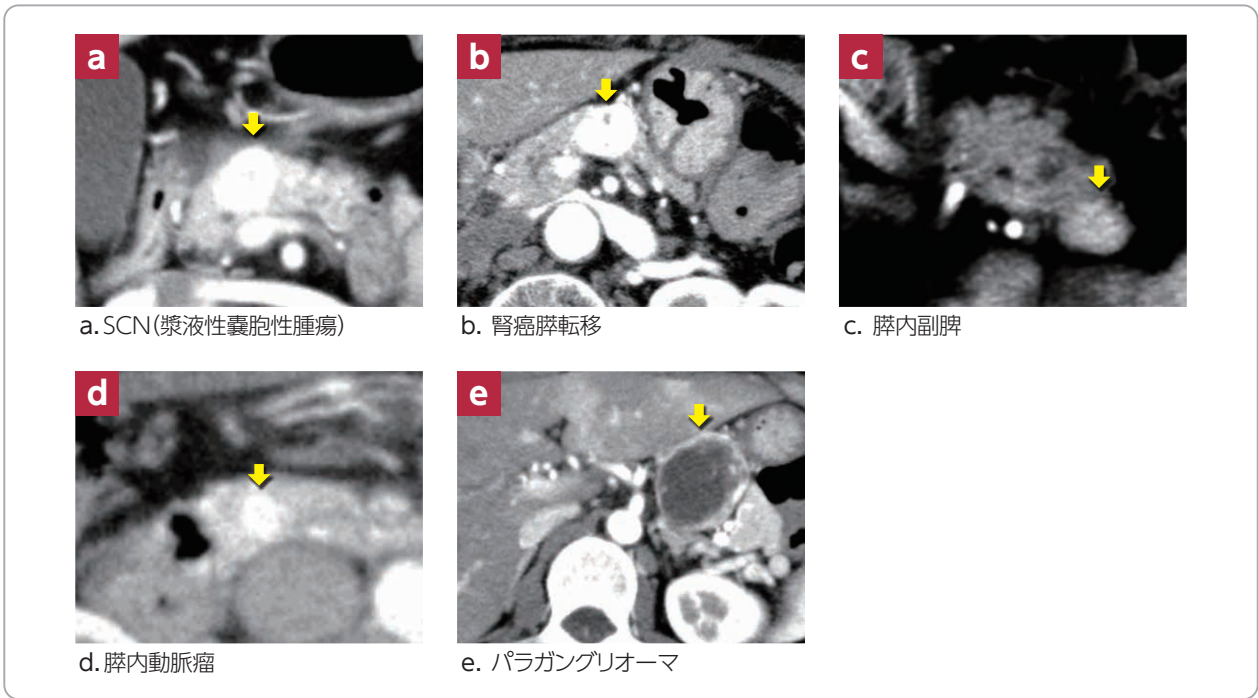 a
b
c
a.SCN(漿液性嚢胞性腫瘍)
b. 腎癌膵転移
c. 膵内副脾
d
e
d.膵内動脈瘤
e. パラガングリオーマ